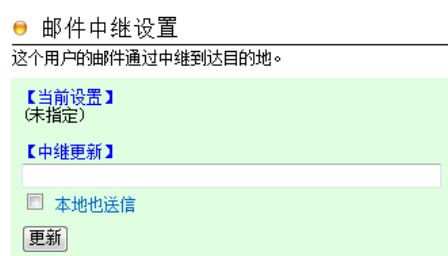 邮件中继设置
这个用户的邮件通过中继到达目的地。
【当前设置】
(未指定)
【中继更新】
本地也送信
更新